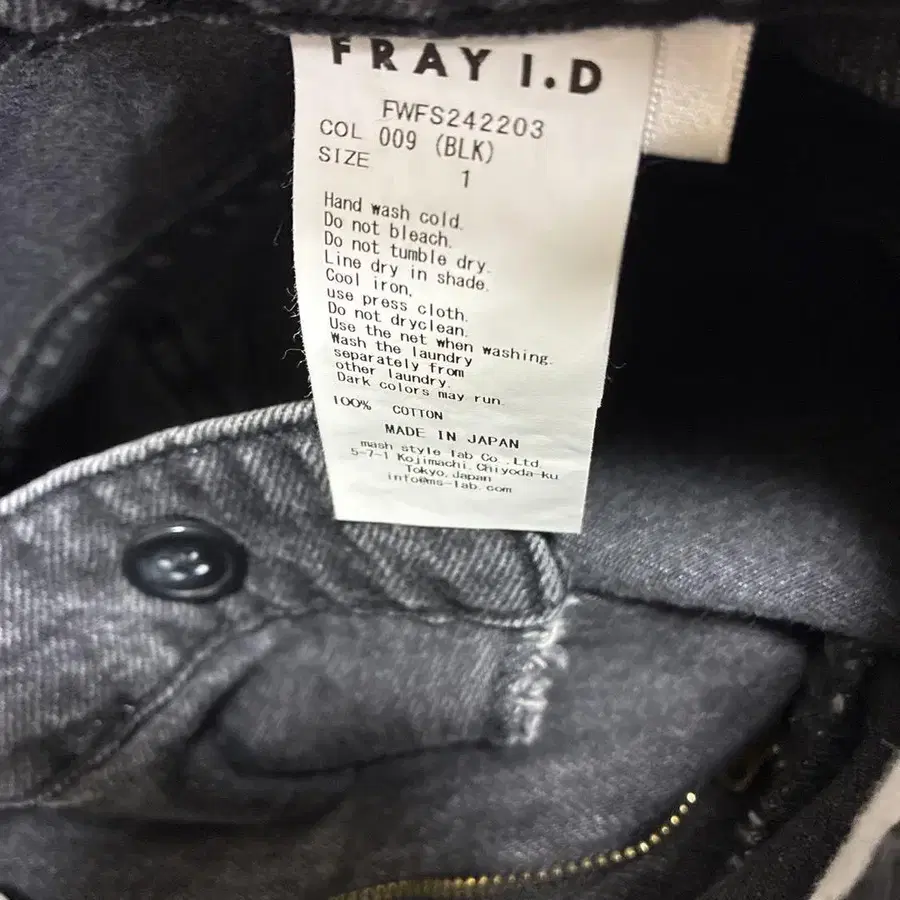 FRAY I.D
FWFS242203
COL 009 (BLK)
SIZE 1
Hand wash cold.
Do not bleach.
Do not tumble dry.
Line dry in shade.
Cool iron,
use press cloth.
Do not dryclean.
Use the net when washing.
Wash the laundry
separately from
other laundry.
Dark colors may run.
100% COTTON
MADE IN JAPAN
mash style lab Co.,Ltd.
5-7-1 Kojimachi,Chiyoda-ku
Tokyo,Japan
info@ms-lab.com